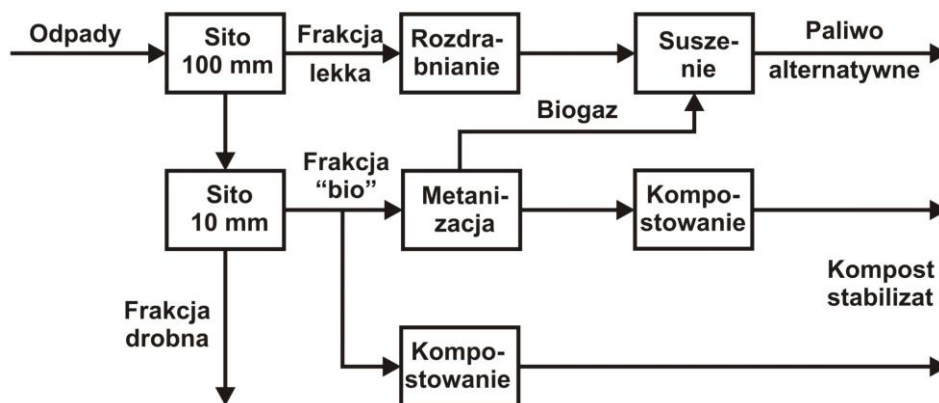 Odpady
Sito
100 mm
Frakcja
lekka
Rozdra-
bnianie
Susze-
nie
Paliwo
alternatywne
Biogaz
Sito
10 mm
Frakcja
“bio”
Metani-
zacja
Kompo-
stowanie
Kompost
stabilizat
Frakcja
drobna
Kompo-
stowanie